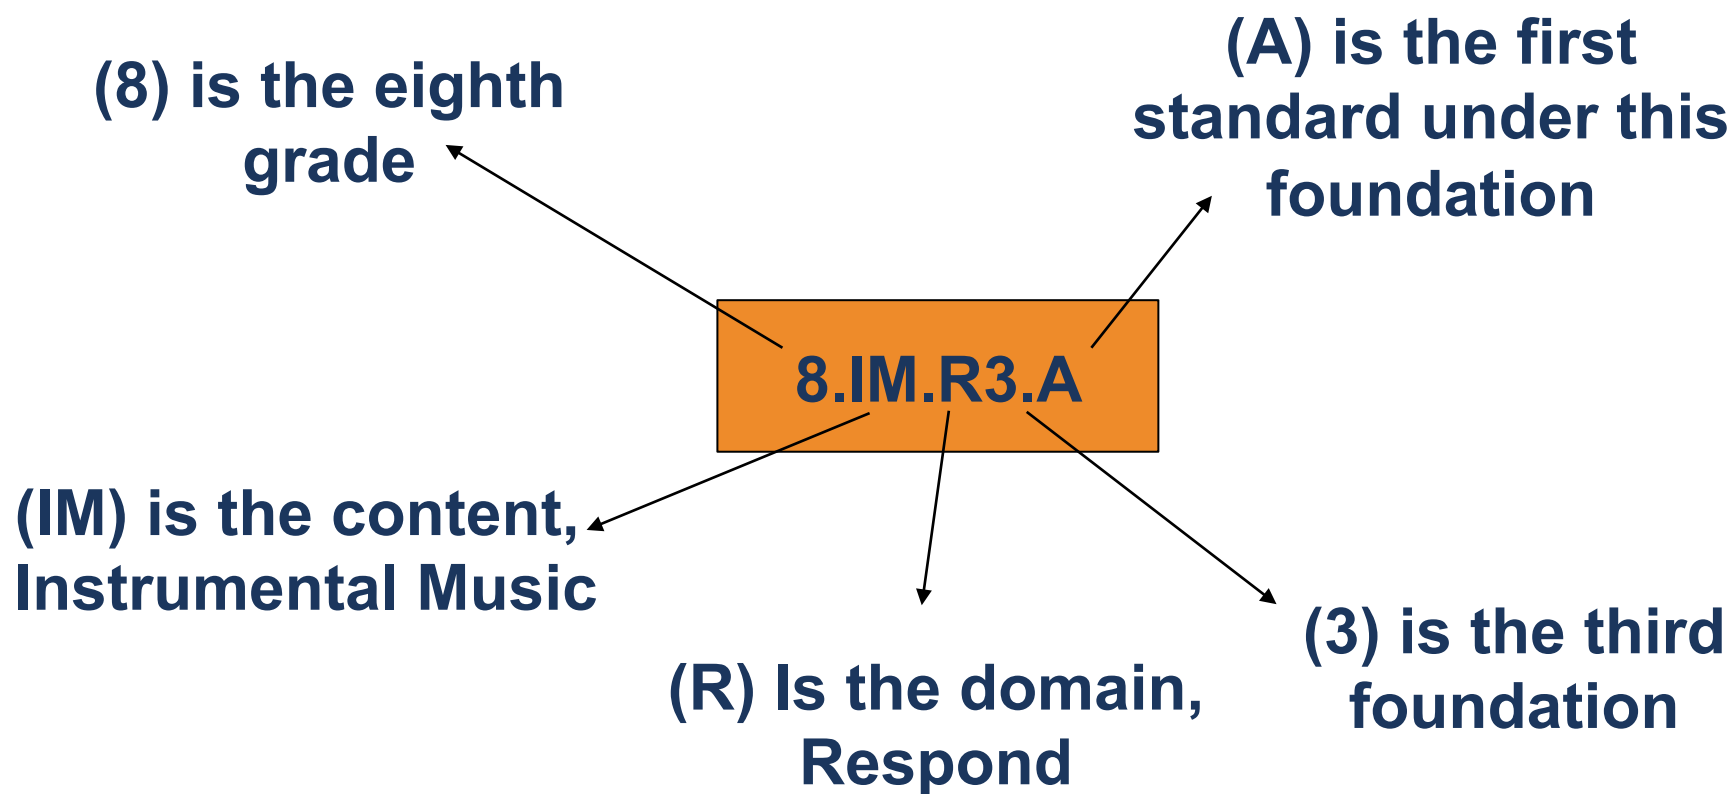 (8) is the eighth
grade
(A) is the first
standard under this
foundation
8.IM.R3.A
(IM) is the content,
Instrumental Music
(R) Is the domain,
Respond
(3) is the third
foundation